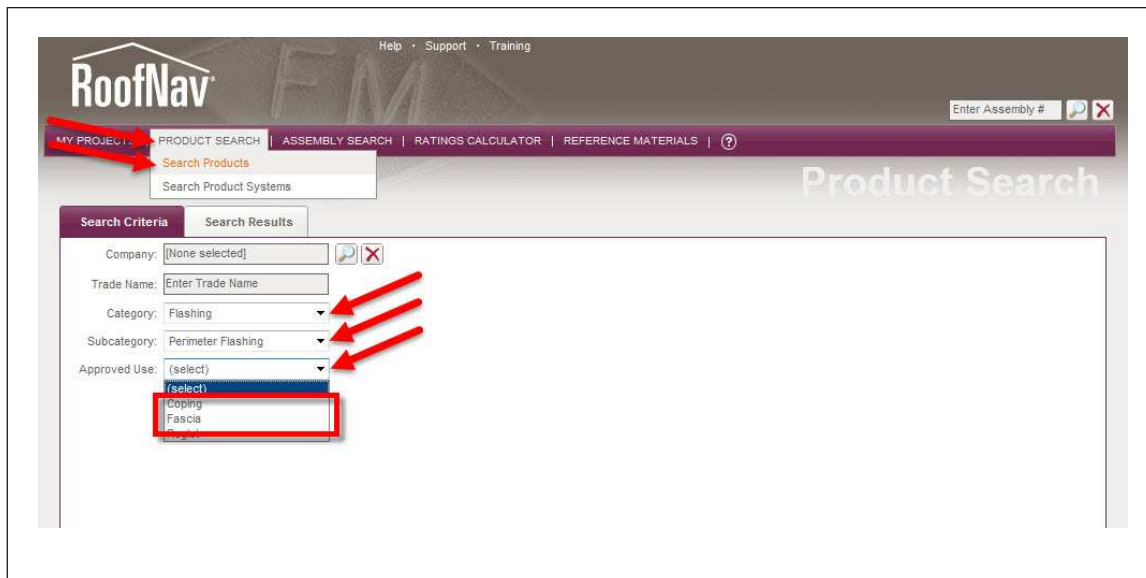 Help · Support · Training
RoofNav
FM
Enter Assembly #
MY PROJECTS | PRODUCT SEARCH | ASSEMBLY SEARCH | RATINGS CALCULATOR | REFERENCE MATERIALS | ?
Search Products
Search Product Systems
Product Search
Search Criteria Search Results
Company: [None selected]
Trade Name: Enter Trade Name
Category: Flashing
Subcategory: Perimeter Flashing
Approved Use: (select)
(select)
Coping
Fascia